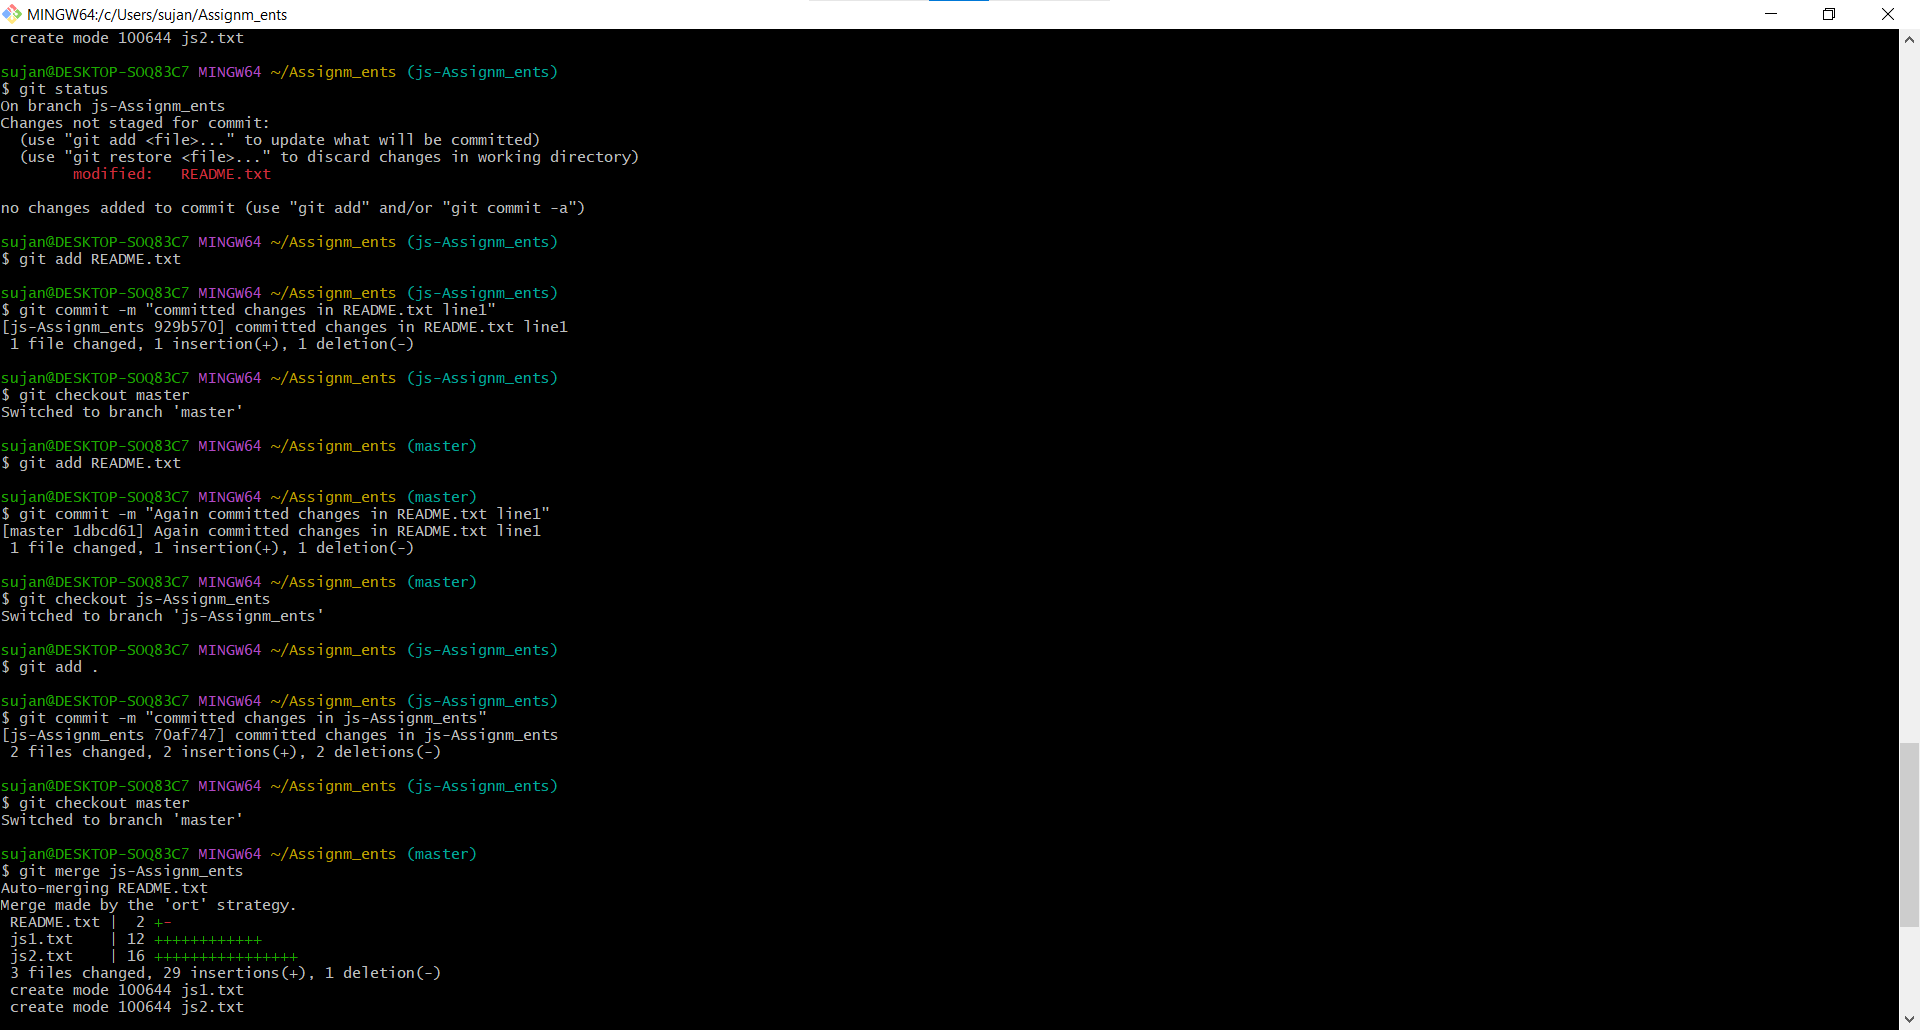 MINGW64:/c/Users/sujan/Assignm_ents
 create mode 100644 js2.txt

sujan@DESKTOP-SOQ83C7 MINGW64 ~/Assignm_ents (js-Assignm_ents)
$ git status
On branch js-Assignm_ents
Changes not staged for commit:
  (use "git add <file>..." to update what will be committed)
  (use "git restore <file>..." to discard changes in working directory)
        modified:   README.txt

no changes added to commit (use "git add" and/or "git commit -a")

sujan@DESKTOP-SOQ83C7 MINGW64 ~/Assignm_ents (js-Assignm_ents)
$ git add README.txt

sujan@DESKTOP-SOQ83C7 MINGW64 ~/Assignm_ents (js-Assignm_ents)
$ git commit -m "committed changes in README.txt line1"
[js-Assignm_ents 929b570] committed changes in README.txt line1
 1 file changed, 1 insertion(+), 1 deletion(-)

sujan@DESKTOP-SOQ83C7 MINGW64 ~/Assignm_ents (js-Assignm_ents)
$ git checkout master
Switched to branch 'master'

sujan@DESKTOP-SOQ83C7 MINGW64 ~/Assignm_ents (master)
$ git add README.txt

sujan@DESKTOP-SOQ83C7 MINGW64 ~/Assignm_ents (master)
$ git commit -m "Again committed changes in README.txt line1"
[master 1dbcd61] Again committed changes in README.txt line1
 1 file changed, 1 insertion(+), 1 deletion(-)

sujan@DESKTOP-SOQ83C7 MINGW64 ~/Assignm_ents (master)
$ git checkout js-Assignm_ents
Switched to branch 'js-Assignm_ents'

sujan@DESKTOP-SOQ83C7 MINGW64 ~/Assignm_ents (js-Assignm_ents)
$ git add .

sujan@DESKTOP-SOQ83C7 MINGW64 ~/Assignm_ents (js-Assignm_ents)
$ git commit -m "committed changes in js-Assignm_ents"
[js-Assignm_ents 70af747] committed changes in js-Assignm_ents
 2 files changed, 2 insertions(+), 2 deletions(-)

sujan@DESKTOP-SOQ83C7 MINGW64 ~/Assignm_ents (js-Assignm_ents)
$ git checkout master
Switched to branch 'master'

sujan@DESKTOP-SOQ83C7 MINGW64 ~/Assignm_ents (master)
$ git merge js-Assignm_ents
Auto-merging README.txt
Merge made by the 'ort' strategy.
 README.txt |  2 +-
 js1.txt    | 12 ++++++++++++
 js2.txt    | 16 ++++++++++++++++
 3 files changed, 29 insertions(+), 1 deletion(-)
 create mode 100644 js1.txt
 create mode 100644 js2.txt